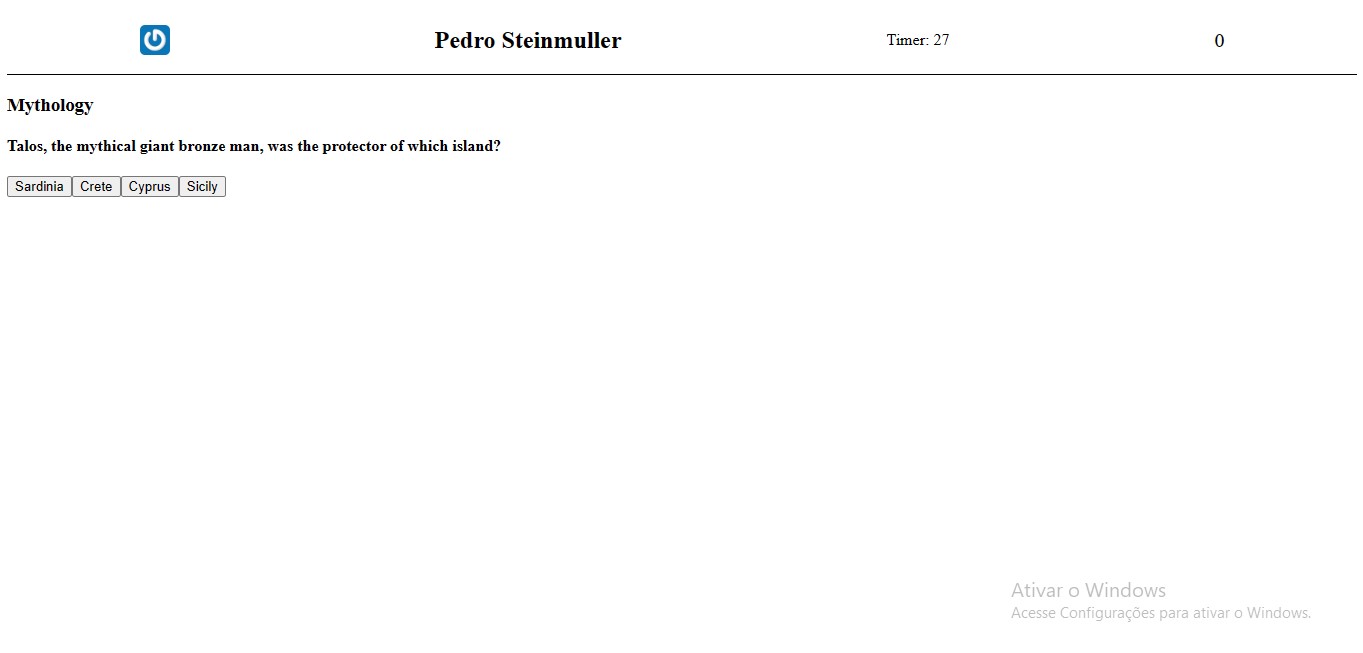 Pedro Steinmuller
Timer: 27
0
Mythology
Talos, the mythical giant bronze man, was the protector of which island?
Sardinia Crete Cyprus Sicily
Ativar o Windows
Acesse Configurações para ativar o Windows.